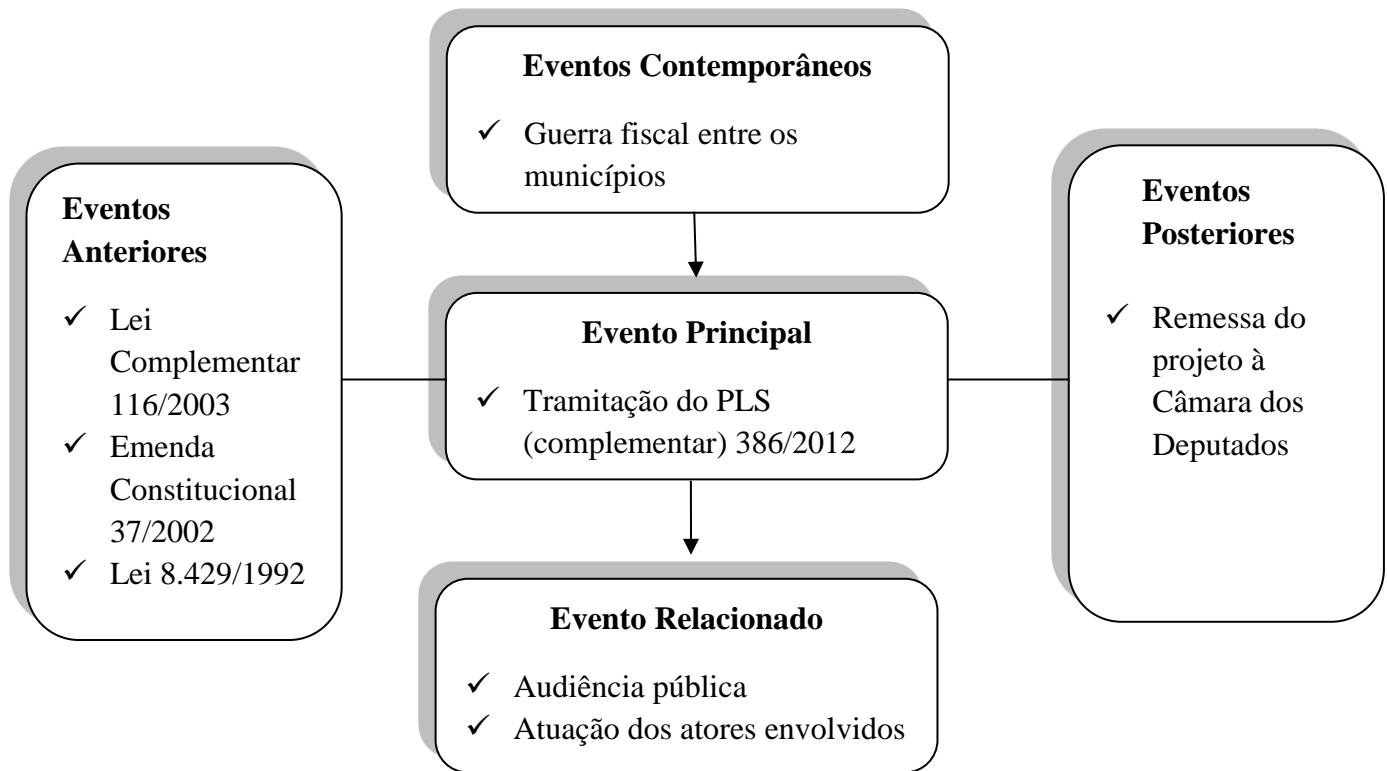 Eventos Contemporâneos
✓ Guerra fiscal entre os
municípios
Eventos
Anteriores
✓ Lei
Complementar
116/2003
✓ Emenda
Constitucional
37/2002
✓ Lei 8.429/1992
Evento Principal
✓ Tramitação do PLS
(complementar) 386/2012
Eventos
Posteriores
✓ Remessa do
projeto à
Câmara dos
Deputados
Evento Relacionado
✓ Audiência pública
✓ Atuação dos atores envolvidos